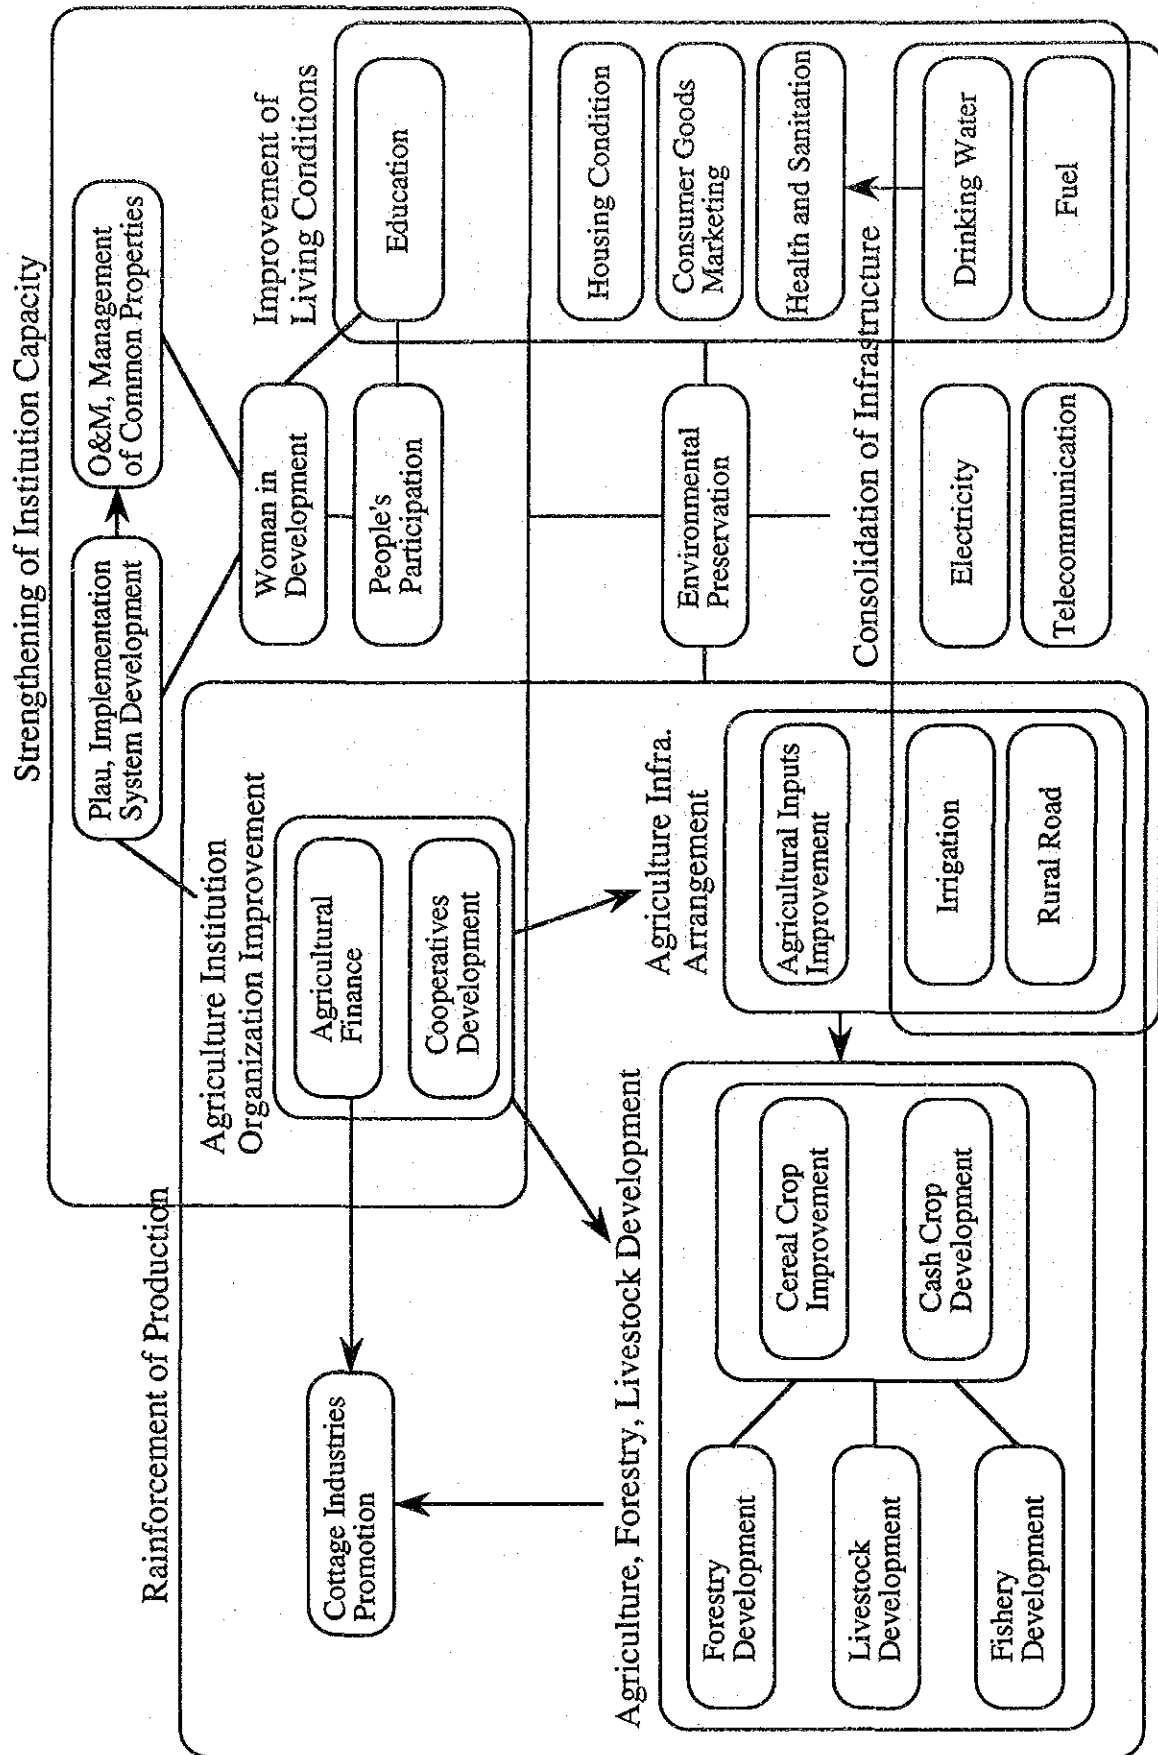 Strengthening of Institution Capacity
Plau, Implementation
System Development
O&M, Management
of Common Properties
Rainforcement of Production
Agriculture Institution
Organization Improvement
Woman in
Development
Improvement of
Living Conditions
Cottage Industries
Promotion
Agricultural
Finance
People's
Participation
Education
Cooperatives
Development
Agriculture, Forestry, Livestock Development
Agriculture Infra.
Arrangement
Environmental
Preservation
Housing Condition
Consumer Goods
Marketing
Health and Sanitation
Forestry
Development
Cereal Crop
Improvement
Agricultural Inputs
Improvement
Livestock
Development
Consolidation of Infrastructure
Cash Crop
Development
Irrigation
Electricity
Drinking Water
Fishery
Development
Rural Road
Telecommunication
Fuel